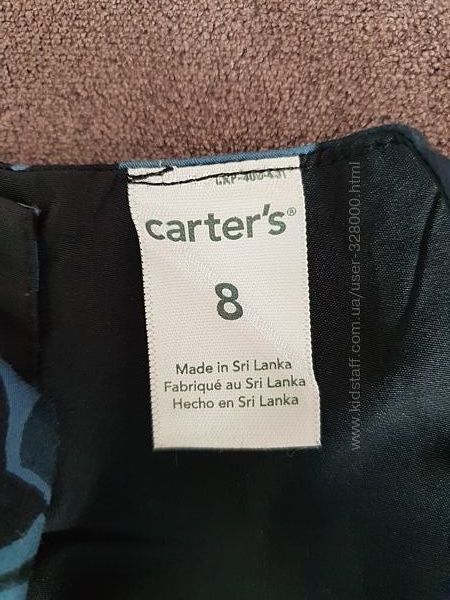 carter's®
8
Made in Sri Lanka
Fabriqué au Sri Lanka
Hecho en Sri Lanka
www.kidstaff.com.ua/user-328000.html